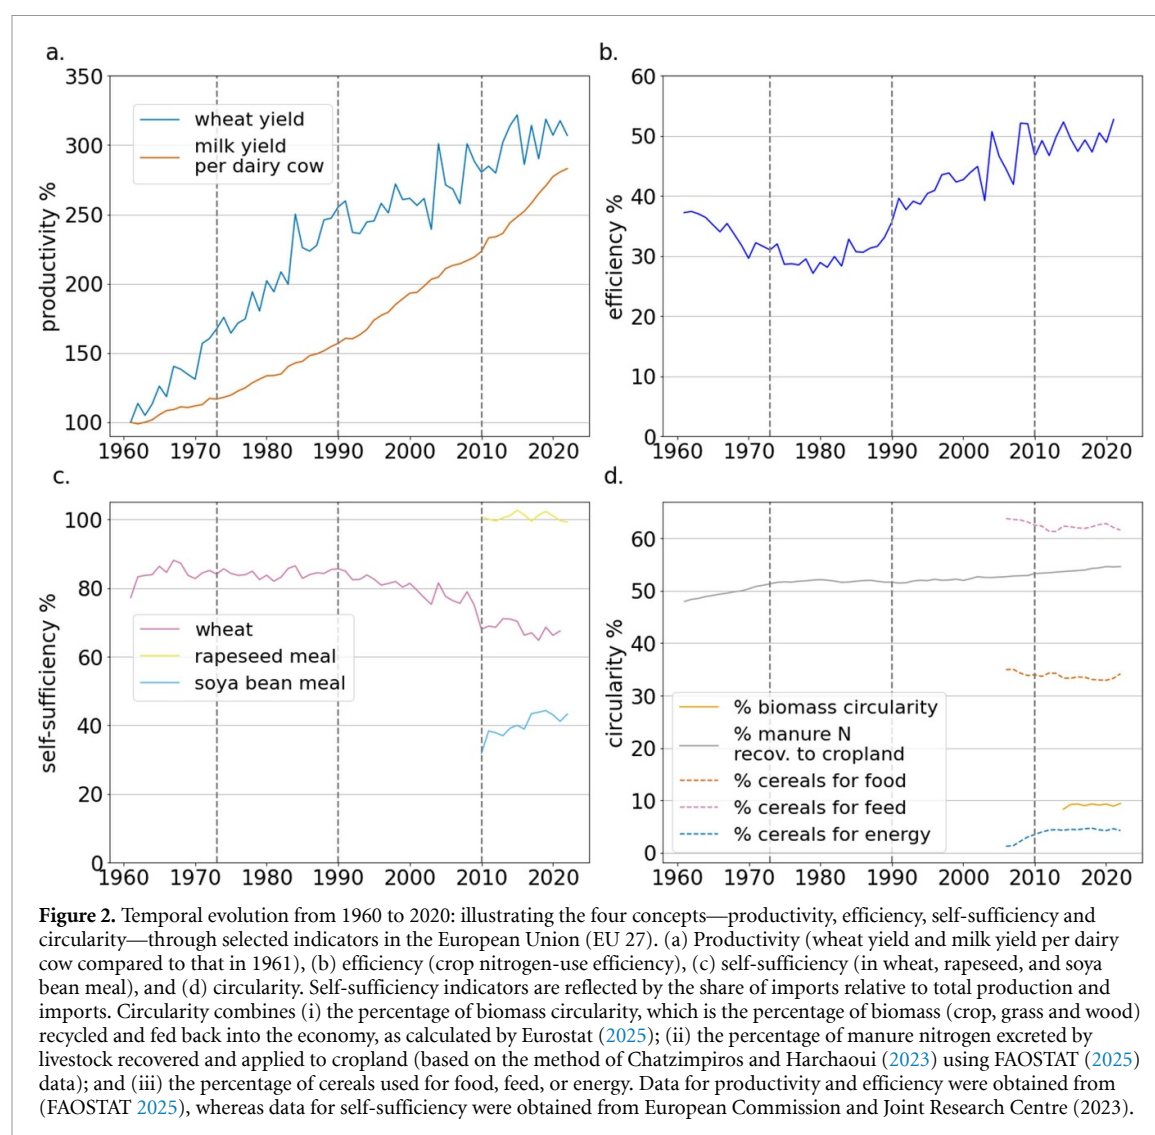 a.
350
300
250
200
150
100
productivity %
wheat yield
milk yield
per dairy cow
1960 1970 1980 1990 2000 2010 2020
b.
60
50
40
30
20
10
0
efficiency %
1960 1970 1980 1990 2000 2010 2020
c.
100
80
60
40
20
0
self-sufficiency %
wheat
rapeseed meal
soya bean meal
1960 1970 1980 1990 2000 2010 2020
d.
60
50
40
30
20
10
0
circularity %
% biomass circularity
% manure N
recov. to cropland
% cereals for food
% cereals for feed
% cereals for energy
1960 1970 1980 1990 2000 2010 2020
Figure 2. Temporal evolution from 1960 to 2020: illustrating the four concepts—productivity, efficiency, self-sufficiency and
circularity—through selected indicators in the European Union (EU 27). (a) Productivity (wheat yield and milk yield per dairy
cow compared to that in 1961), (b) efficiency (crop nitrogen-use efficiency), (c) self-sufficiency (in wheat, rapeseed, and soya
bean meal), and (d) circularity. Self-sufficiency indicators are reflected by the share of imports relative to total production and
imports. Circularity combines (i) the percentage of biomass circularity, which is the percentage of biomass (crop, grass and wood)
recycled and fed back into the economy, as calculated by Eurostat (2025); (ii) the percentage of manure nitrogen excreted by
livestock recovered and applied to cropland (based on the method of Chatzimpiros and Harchaoui (2023) using FAOSTAT (2025)
data); and (iii) the percentage of cereals used for food, feed, or energy. Data for productivity and efficiency were obtained from
(FAOSTAT 2025), whereas data for self-sufficiency were obtained from European Commission and Joint Research Centre (2023).